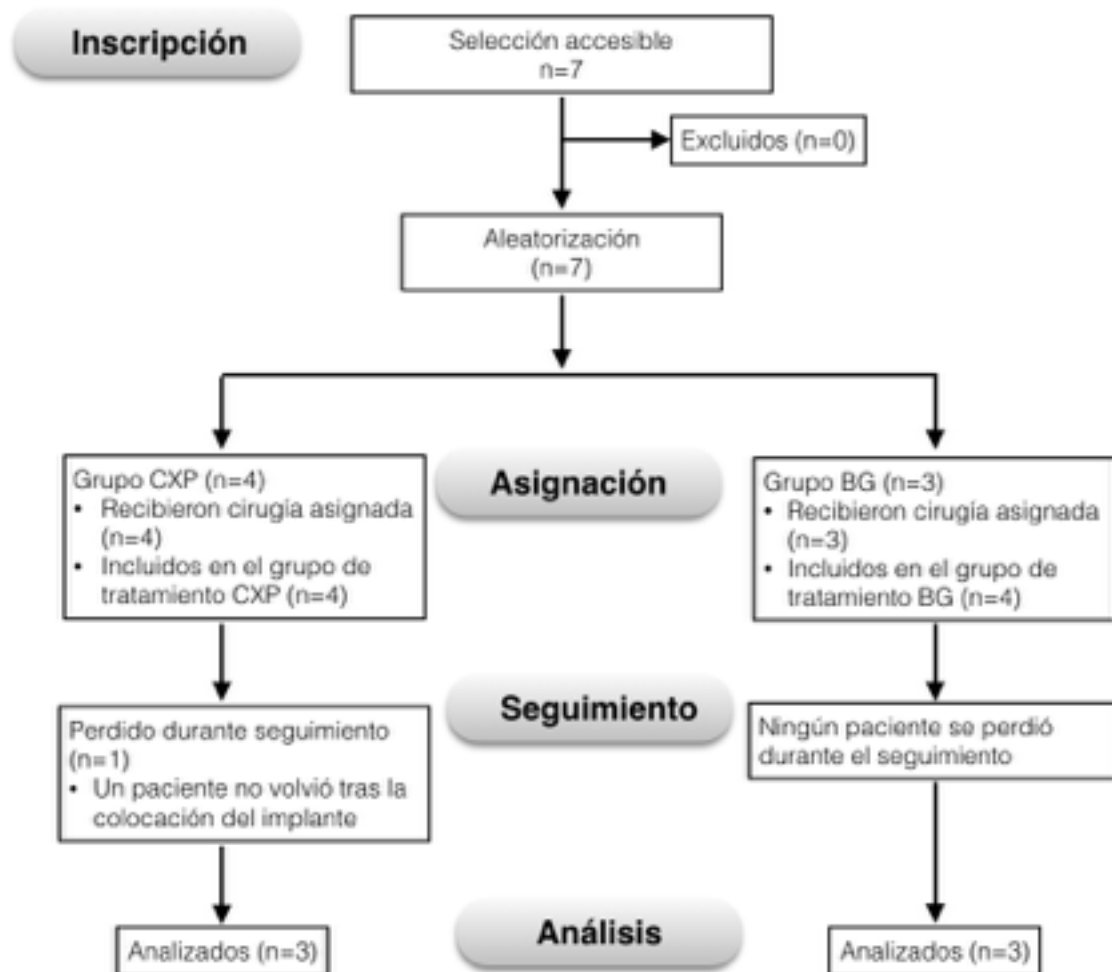 Inscripción
Selección accesible
n=7
Excluidos (n=0)
Aleatorización
(n=7)
Grupo CXP (n=4)
• Recibieron cirugía asignada
(n=4)
• Incluidos en el grupo de
tratamiento CXP (n=4)
Asignación
Grupo BG (n=3)
• Recibieron cirugía asignada
(n=3)
• Incluidos en el grupo de
tratamiento BG (n=4)
Perdido durante seguimiento
(n=1)
• Un paciente no volvió tras la
colocación del implante
Seguimiento
Ningún paciente se perdió
durante el seguimiento
Analizados (n=3)
Análisis
Analizados (n=3)